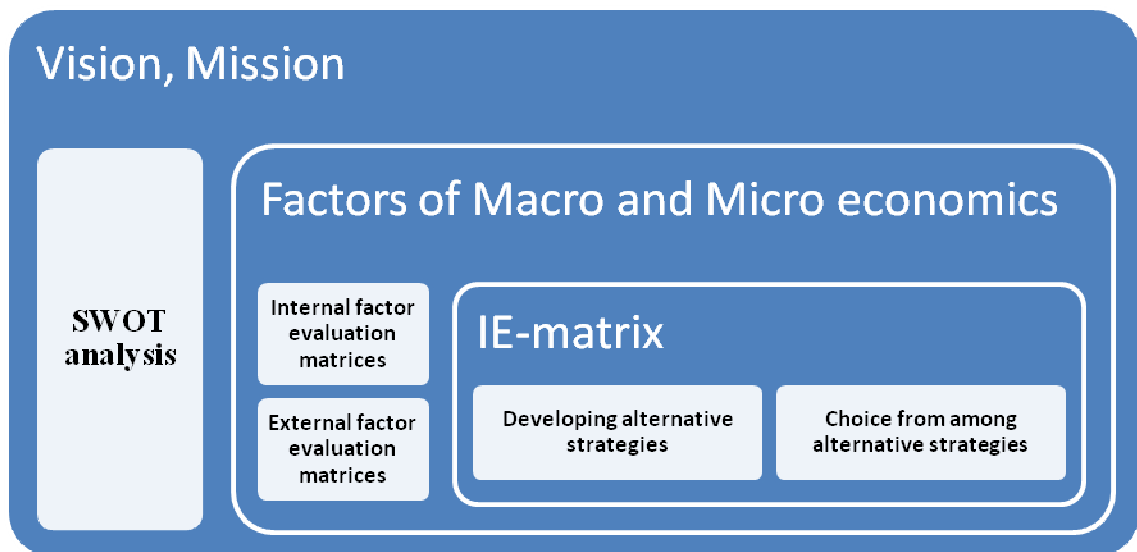 Vision, Mission
SWOT
analysis
Factors of Macro and Micro economics
Internal factor
evaluation
matrices
External factor
evaluation
matrices
IE-matrix
Developing alternative
strategies
Choice from among
alternative strategies